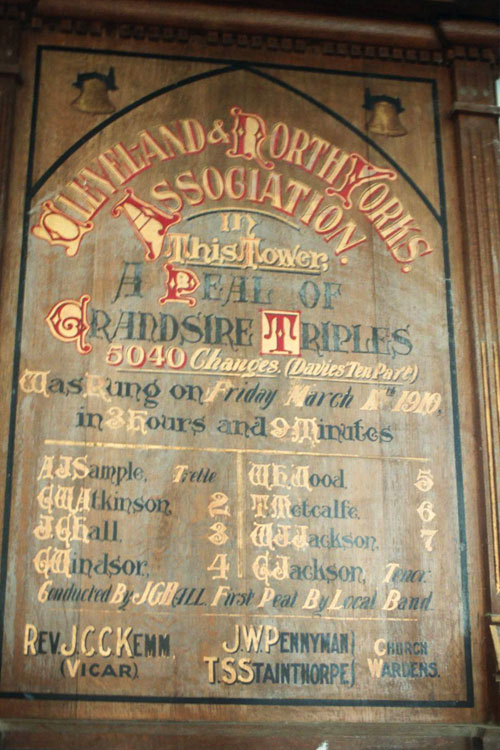 CLEVELAND & NORTH YORKS.
ASSOCIATION.
IN
THIS TOWER,
A PEAL OF
GRANDSIRE TRIPLES
5040 Changes. (Davies Ten Part)
Was Rung on Friday March 1910,
in 3 Hours and 9 Minutes
A J Sample. Treble
G W Atkinson, 2
J G Hall. 3
G Windsor. 4
W H Wood. 5
T Metcalfe. 6
W J Jackson. 7
G Jackson, Tenor.
Conducted By J G HALL. First Peal By Local Band
REV. J.C.C KEMM,
(VICAR)
J.W. PENNYMAN)
T.S STAINTHORPE)
CHURCH
WARDENS.